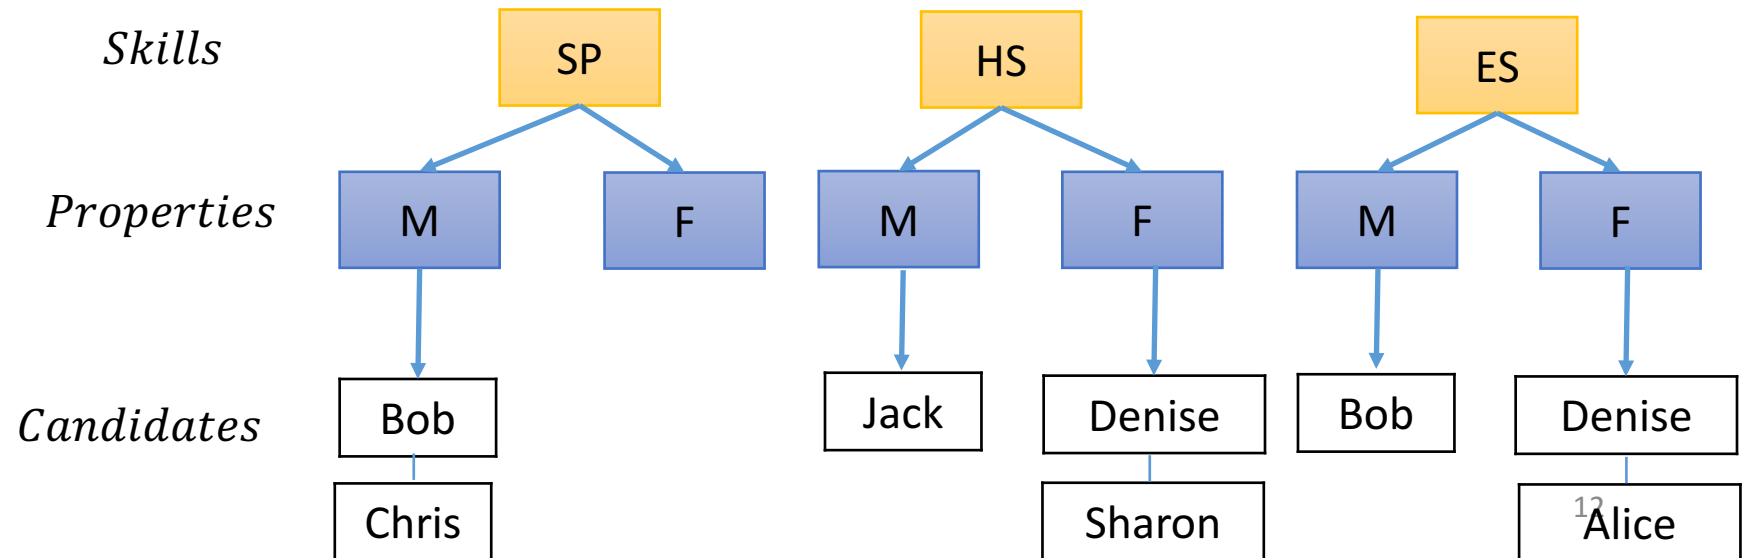 Skills
SP
HS
ES
Properties
M
F
M
F
M
F
Candidates
Bob
Jack
Denise
Bob
Denise
Chris
Sharon
12
Alice